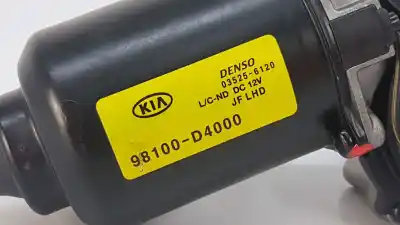 DENSO
03525-6120
L/C-ND DC 12V
JF LHD
KIA
98100-D4000